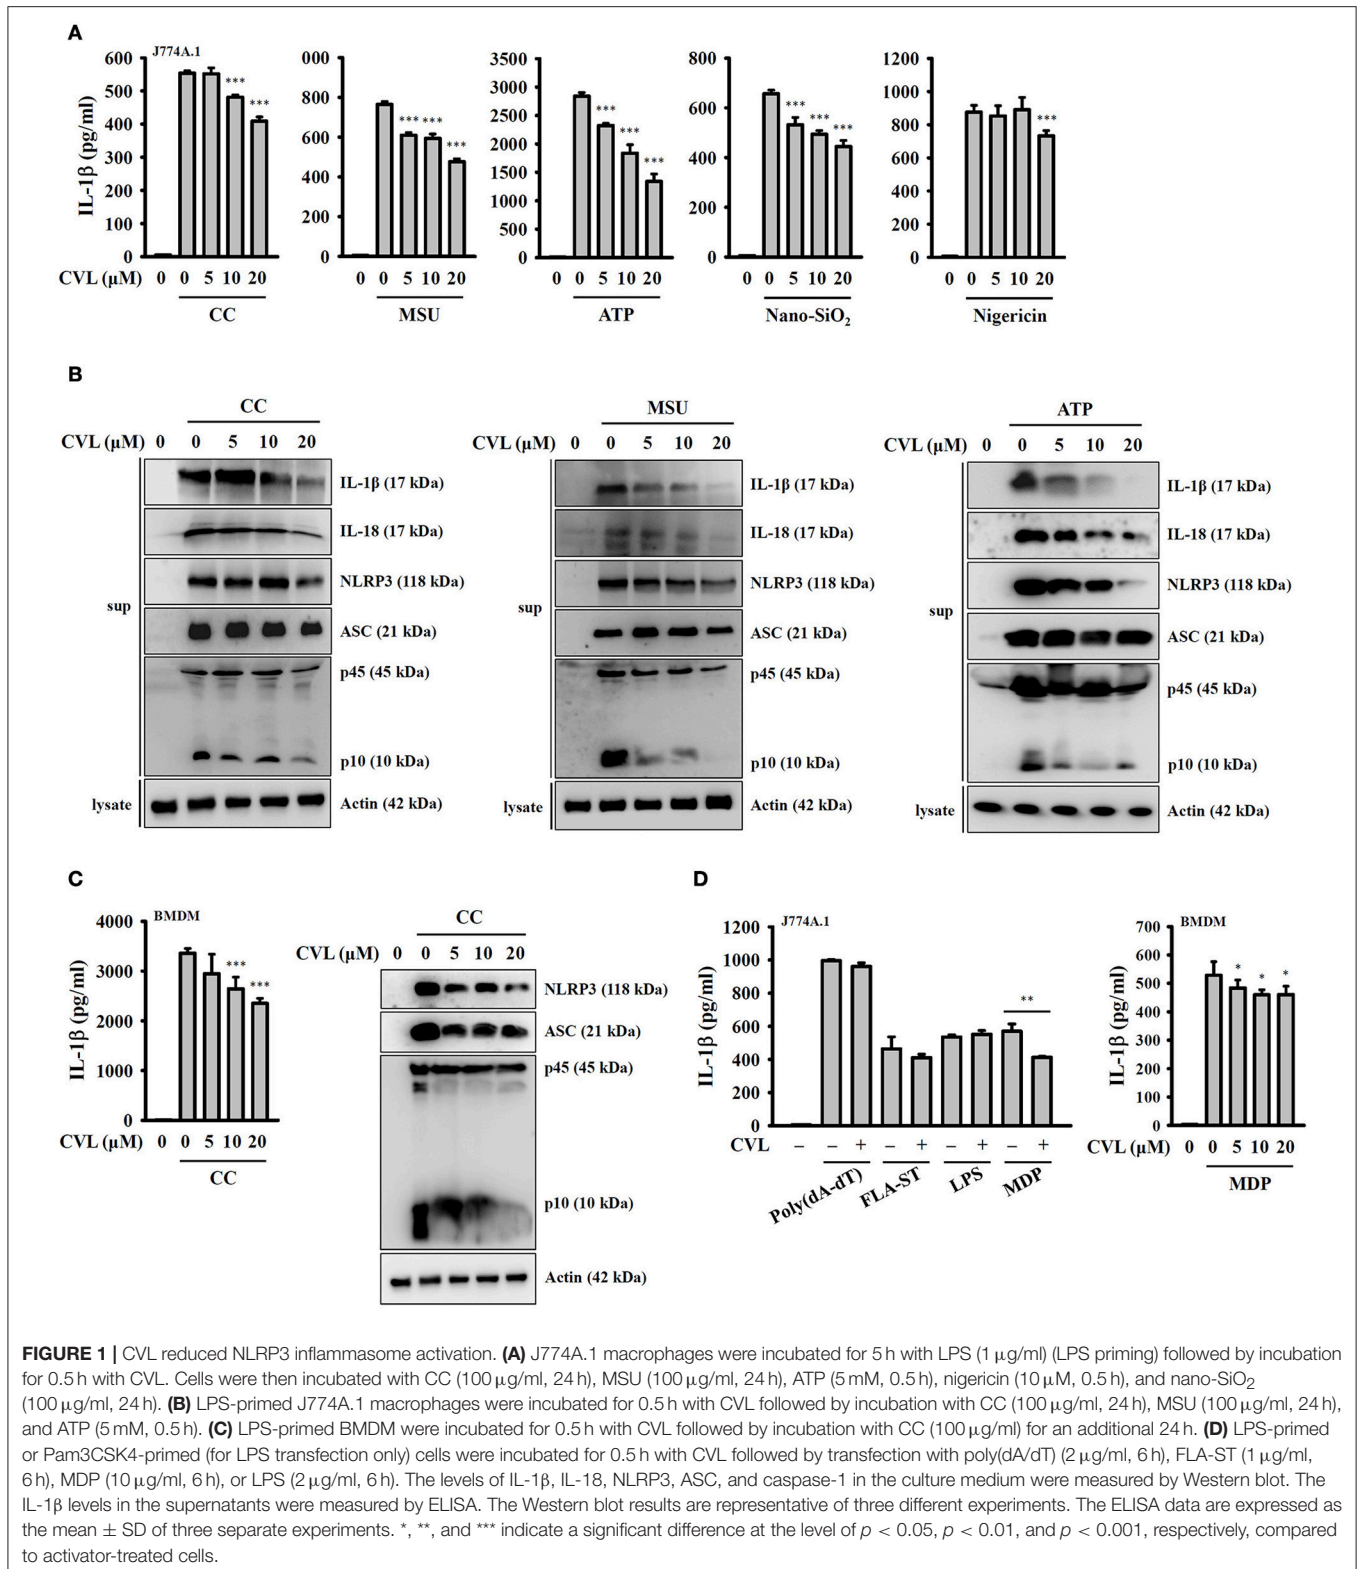 A
J774A.1
IL-1β (pg/ml)
600
500
400
300
200
100
0
***
***
CVL (μM) 0 0 5 10 20
CC
000
800
600
400
200
0
*** ***
***
0 0 5 10 20
MSU
3500
3000
2500
2000
1500
1000
500
0
***
***
***
0 0 5 10 20
ATP
800
600
400
200
0
***
***
***
0 0 5 10 20
Nano-SiO2
1200
1000
800
600
400
200
0
***
0 0 5 10 20
Nigericin
B
CC
CVL (μM) 0 0 5 10 20
IL-1β (17 kDa)
IL-18 (17 kDa)
NLRP3 (118 kDa)
sup
ASC (21 kDa)
p45 (45 kDa)
p10 (10 kDa)
lysate
Actin (42 kDa)
MSU
CVL (μM) 0 0 5 10 20
IL-1β (17 kDa)
IL-18 (17 kDa)
NLRP3 (118 kDa)
sup
ASC (21 kDa)
p45 (45 kDa)
p10 (10 kDa)
lysate
Actin (42 kDa)
ATP
CVL (μM) 0 0 5 10 20
IL-1β (17 kDa)
IL-18 (17 kDa)
NLRP3 (118 kDa)
sup
ASC (21 kDa)
p45 (45 kDa)
p10 (10 kDa)
lysate
Actin (42 kDa)
C
BMDM
IL-1β (pg/ml)
4000
3000
2000
1000
0
***
***
CVL (μM) 0 0 5 10 20
CC
CC
CVL (μM) 0 0 5 10 20
NLRP3 (118 kDa)
ASC (21 kDa)
p45 (45 kDa)
p10 (10 kDa)
Actin (42 kDa)
D
J774A.1
IL-1β (pg/ml)
1200
1000
800
600
400
200
0
**
CVL – – + – + – + – +
Poly(dA-dT) FLA-ST LPS MDP
BMDM
IL-1β (pg/ml)
700
600
500
400
300
200
100
0
* * *
CVL (μM) 0 0 5 10 20
MDP
FIGURE 1 | CVL reduced NLRP3 inflammasome activation. (A) J774A.1 macrophages were incubated for 5 h with LPS (1 μg/ml) (LPS priming) followed by incubation
for 0.5 h with CVL. Cells were then incubated with CC (100 μg/ml, 24 h), MSU (100 μg/ml, 24 h), ATP (5 mM, 0.5 h), nigericin (10 μM, 0.5 h), and nano-SiO2
(100 μg/ml, 24 h). (B) LPS-primed J774A.1 macrophages were incubated for 0.5 h with CVL followed by incubation with CC (100 μg/ml, 24 h), MSU (100 μg/ml, 24 h),
and ATP (5 mM, 0.5 h). (C) LPS-primed BMDM were incubated for 0.5 h with CVL followed by incubation with CC (100 μg/ml) for an additional 24 h. (D) LPS-primed
or Pam3CSK4-primed (for LPS transfection only) cells were incubated for 0.5 h with CVL followed by transfection with poly(dA/dT) (2 μg/ml, 6 h), FLA-ST (1 μg/ml,
6 h), MDP (10 μg/ml, 6 h), or LPS (2 μg/ml, 6 h). The levels of IL-1β, IL-18, NLRP3, ASC, and caspase-1 in the culture medium were measured by Western blot. The
IL-1β levels in the supernatants were measured by ELISA. The Western blot results are representative of three different experiments. The ELISA data are expressed as
the mean ± SD of three separate experiments. *, **, and *** indicate a significant difference at the level of p < 0.05, p < 0.01, and p < 0.001, respectively, compared
to activator-treated cells.